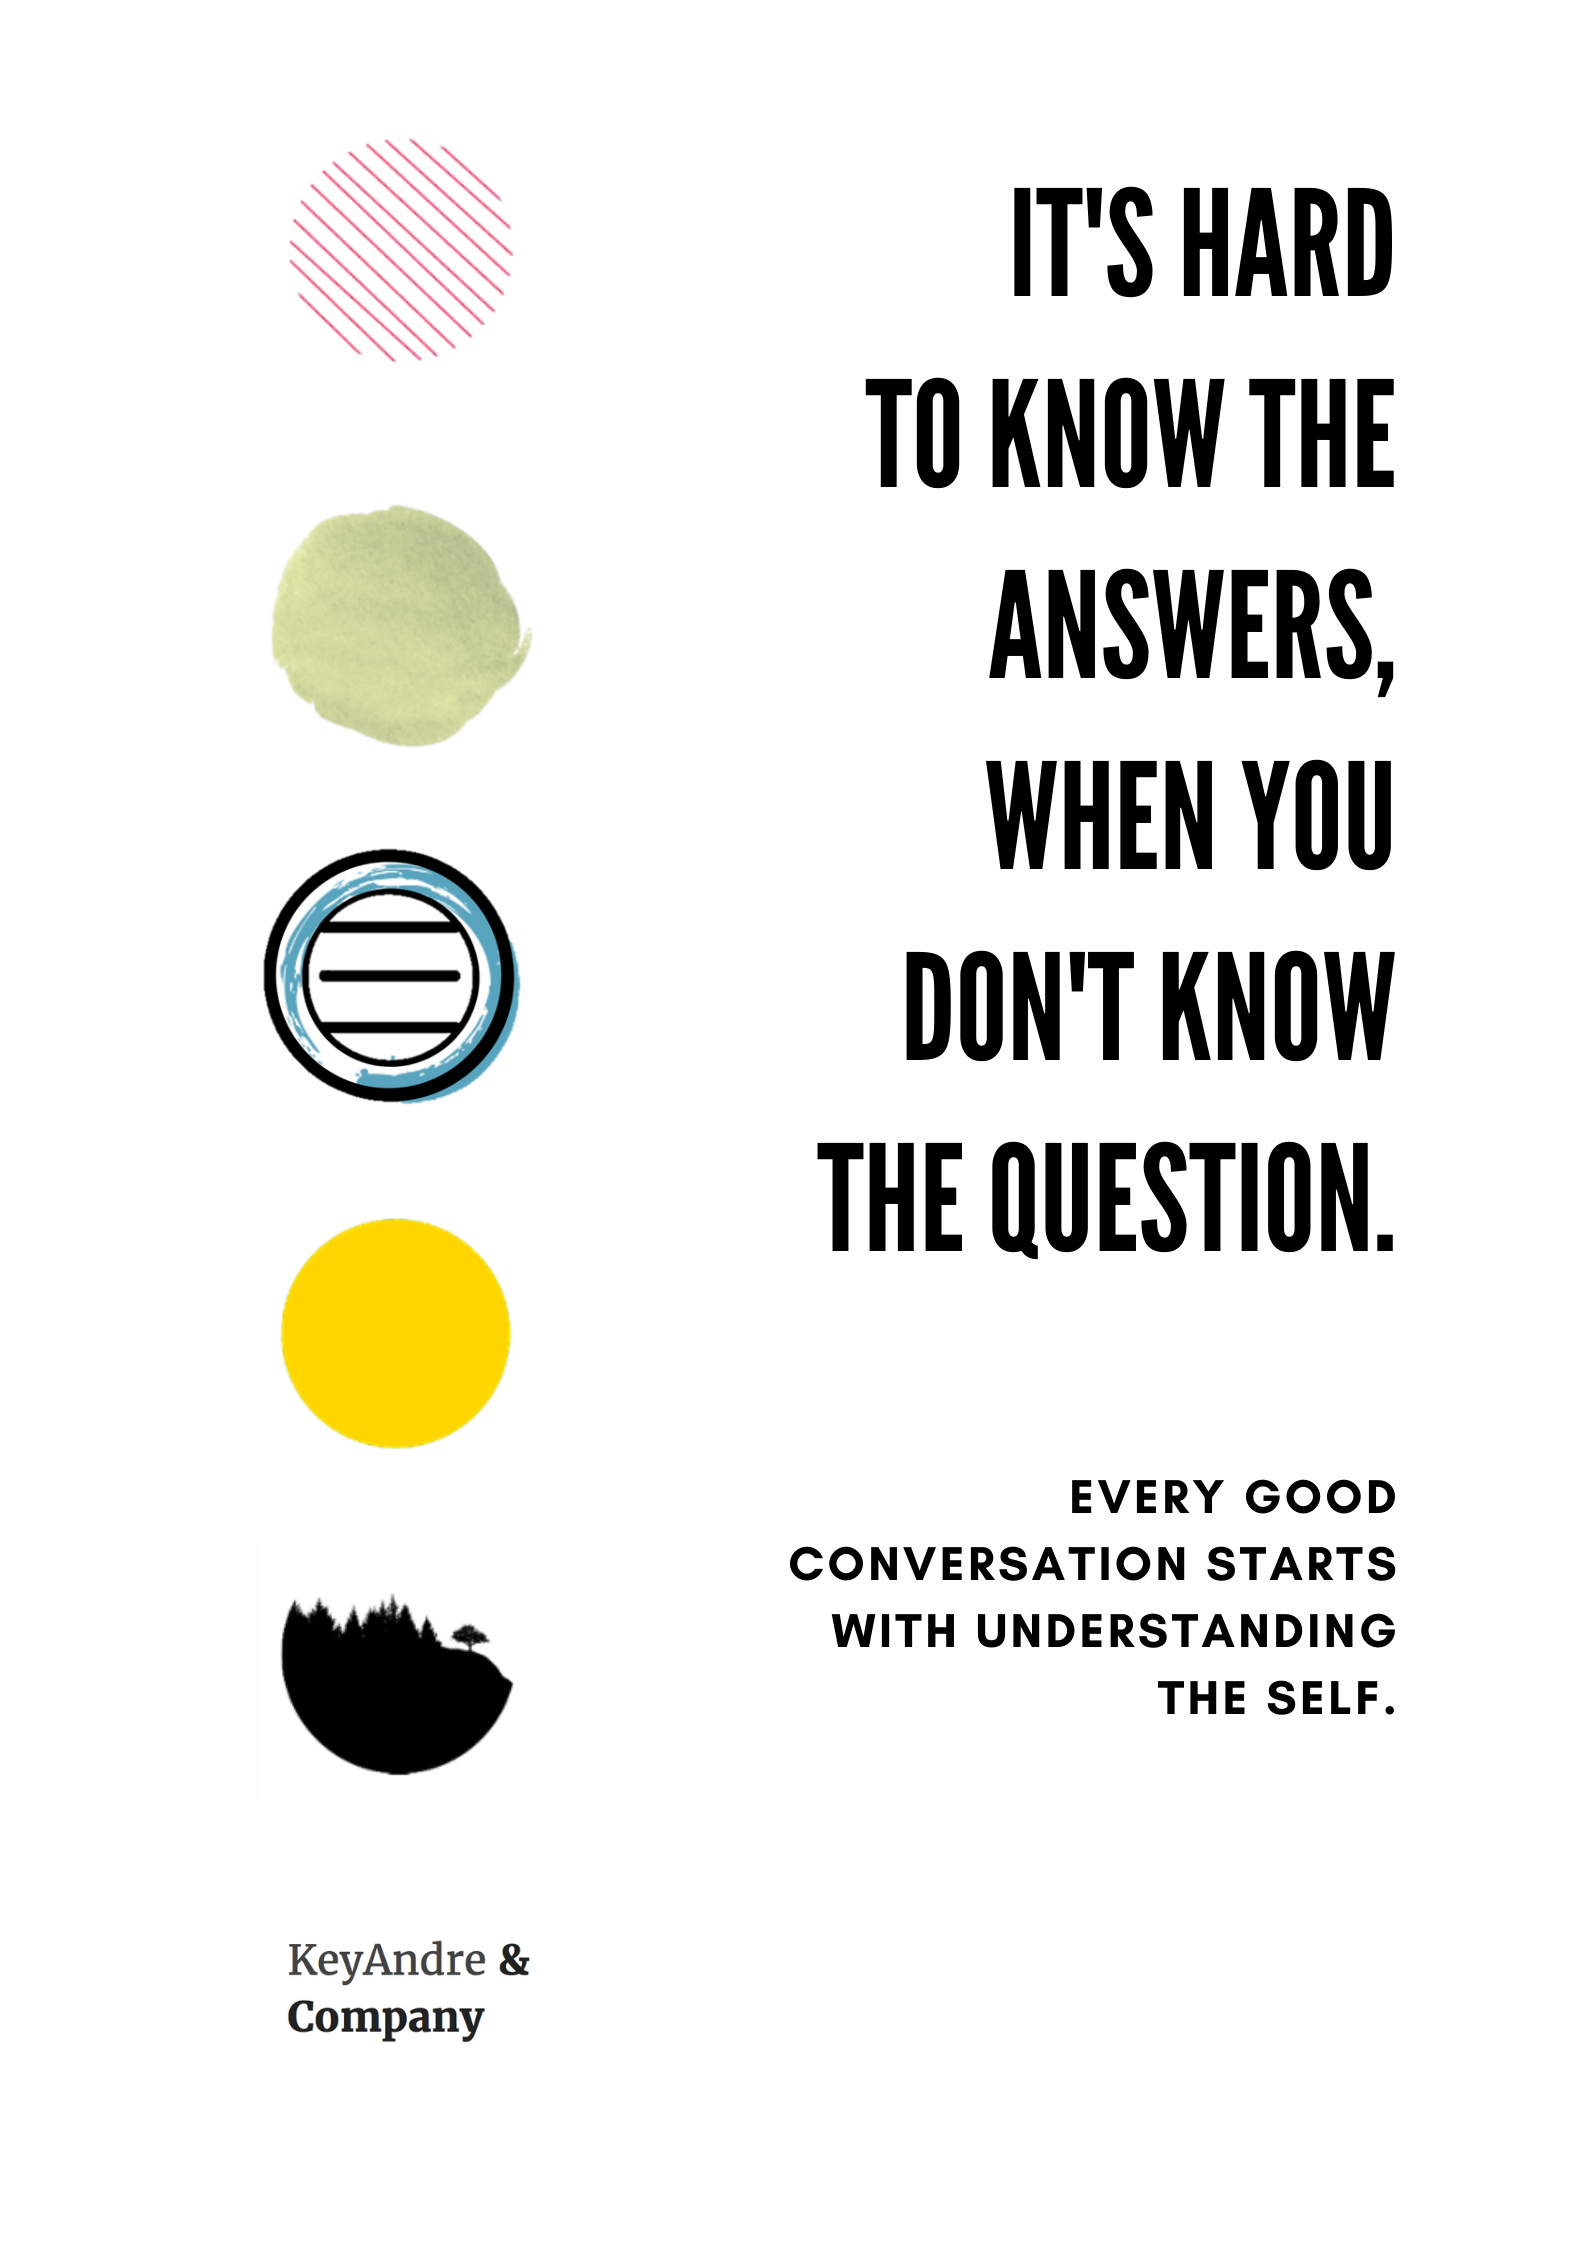 IT'S HARD
TO KNOW THE
ANSWERS,
WHEN YOU
DON'T KNOW
THE QUESTION.
EVERY GOOD
CONVERSATION STARTS
WITH UNDERSTANDING
THE SELF.
KeyAndre &
Company